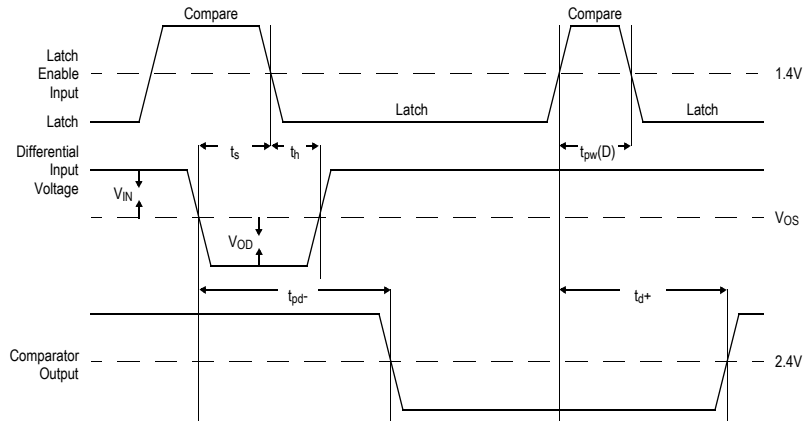 Compare
Compare
Latch
Enable
Input
1.4V
Latch
Latch
Latch
Differential
Input
Voltage
ts
th
tpw(D)
VIN
VOS
VOD
tpd-
td+
Comparator
Output
2.4V